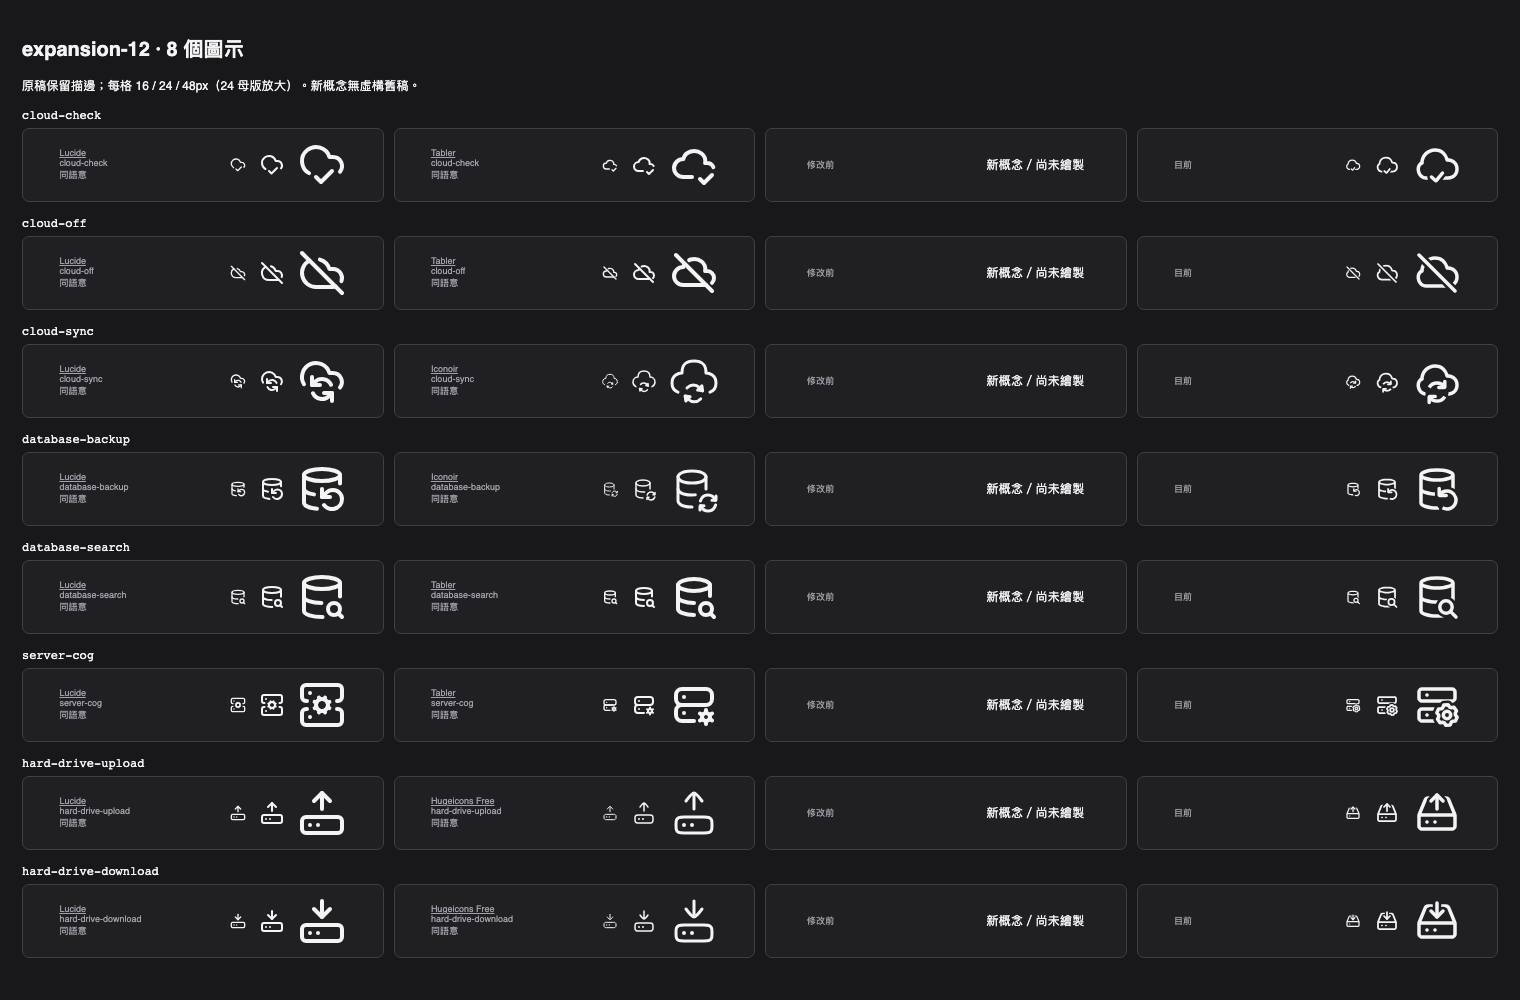 expansion-12 · 8 個圖示
原稿保留描邊；每格 16 / 24 / 48px（24 母版放大）。新概念無虛構舊稿。
cloud-check
Lucide
cloud-check
同語意
Tabler
cloud-check
同語意
修改前
新概念 / 尚未繪製
目前
cloud-off
Lucide
cloud-off
同語意
Tabler
cloud-off
同語意
修改前
新概念 / 尚未繪製
目前
cloud-sync
Lucide
cloud-sync
同語意
Iconoir
cloud-sync
同語意
修改前
新概念 / 尚未繪製
目前
database-backup
Lucide
database-backup
同語意
Iconoir
database-backup
同語意
修改前
新概念 / 尚未繪製
目前
database-search
Lucide
database-search
同語意
Tabler
database-search
同語意
修改前
新概念 / 尚未繪製
目前
server-cog
Lucide
server-cog
同語意
Tabler
server-cog
同語意
修改前
新概念 / 尚未繪製
目前
hard-drive-upload
Lucide
hard-drive-upload
同語意
Hugeicons Free
hard-drive-upload
同語意
修改前
新概念 / 尚未繪製
目前
hard-drive-download
Lucide
hard-drive-download
同語意
Hugeicons Free
hard-drive-download
同語意
修改前
新概念 / 尚未繪製
目前